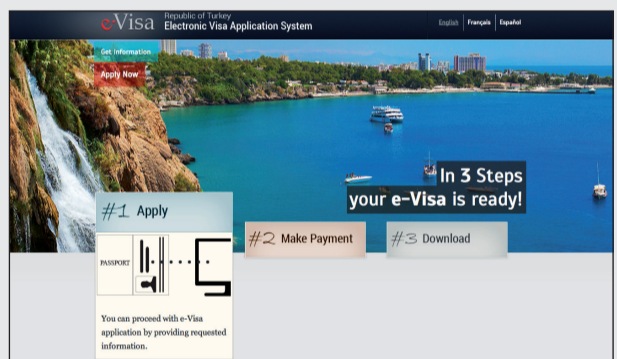 e-Visa
Republic of Turkey
Electronic Visa Application System
English Français Español
Get Information
Apply Now
In 3 Steps
your e-Visa is ready!
#1 Apply
#2 Make Payment
#3 Download
PASSPORT
You can proceed with e-Visa
application by providing requested
information.